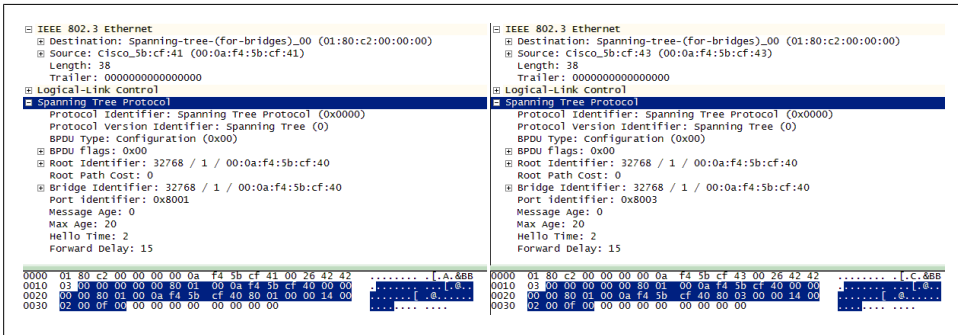 IEEE 802.3 Ethernet
Destination: Spanning-tree-(for-bridges)_00 (01:80:c2:00:00:00)
Source: Cisco_5b:cf:41 (00:0a:f4:5b:cf:41)
Length: 38
Trailer: 0000000000000000
Logical-Link Control
Spanning Tree Protocol
Protocol Identifier: Spanning Tree Protocol (0x0000)
Protocol Version Identifier: Spanning Tree (0)
BPDU Type: Configuration (0x00)
BPDU flags: 0x00
Root Identifier: 32768 / 1 / 00:0a:f4:5b:cf:40
Root Path Cost: 0
Bridge Identifier: 32768 / 1 / 00:0a:f4:5b:cf:40
Port identifier: 0x8001
Message Age: 0
Max Age: 20
Hello Time: 2
Forward Delay: 15
0000 01 80 c2 00 00 00 00 0a f4 5b cf 41 00 26 42 42 ........ .[.A.&BB
0010 03 00 00 00 00 00 80 01 00 0a f4 5b cf 40 00 00 ........ ...[.@..
0020 00 00 80 01 00 0a f4 5b cf 40 80 01 00 00 14 00 .......[ .@......
0030 02 00 0f 00 00 00 00 00 00 00 00 00 ........ ....
IEEE 802.3 Ethernet
Destination: Spanning-tree-(for-bridges)_00 (01:80:c2:00:00:00)
Source: Cisco_5b:cf:43 (00:0a:f4:5b:cf:43)
Length: 38
Trailer: 0000000000000000
Logical-Link Control
Spanning Tree Protocol
Protocol Identifier: Spanning Tree Protocol (0x0000)
Protocol Version Identifier: Spanning Tree (0)
BPDU Type: Configuration (0x00)
BPDU flags: 0x00
Root Identifier: 32768 / 1 / 00:0a:f4:5b:cf:40
Root Path Cost: 0
Bridge Identifier: 32768 / 1 / 00:0a:f4:5b:cf:40
Port identifier: 0x8003
Message Age: 0
Max Age: 20
Hello Time: 2
Forward Delay: 15
0000 01 80 c2 00 00 00 00 0a f4 5b cf 43 00 26 42 42 ........ .[.C.&BB
0010 03 00 00 00 00 00 80 01 00 0a f4 5b cf 40 00 00 ........ ...[.@..
0020 00 00 80 01 00 0a f4 5b cf 40 80 03 00 00 14 00 .......[ .@......
0030 02 00 0f 00 00 00 00 00 00 00 00 00 ........ ....